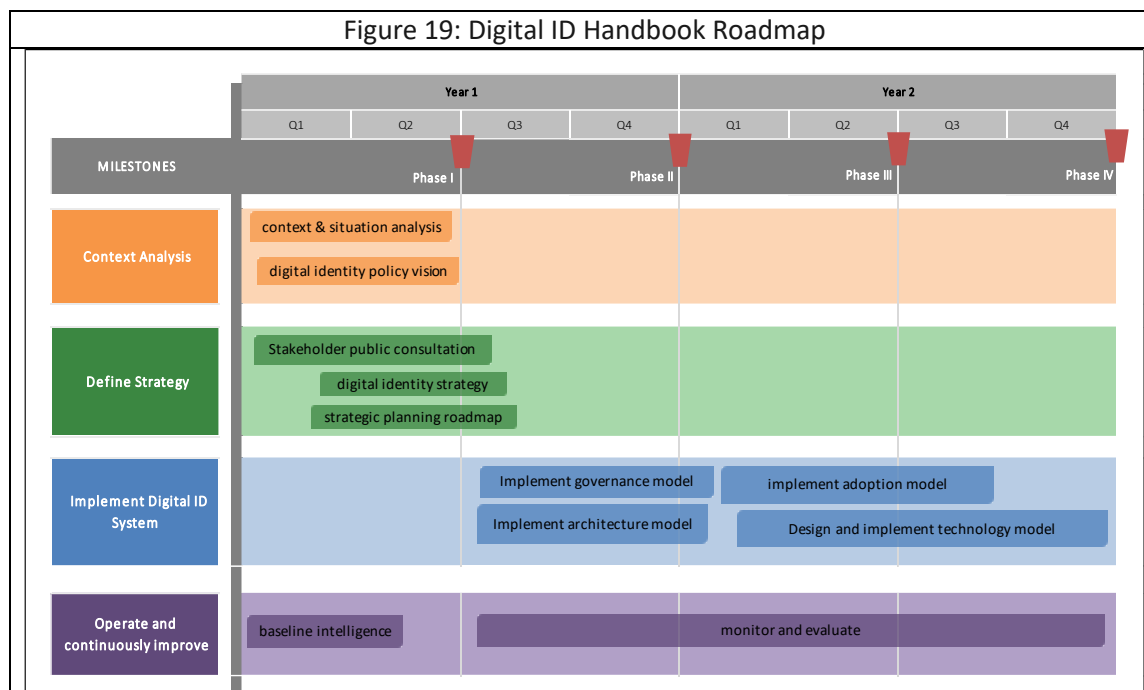 Figure 19: Digital ID Handbook Roadmap
Year 1
Year 2
Q1 Q2 Q3 Q4 Q1 Q2 Q3 Q4
MILESTONES
Phase I Phase II Phase III Phase IV
Context Analysis
context & situation analysis
digital identity policy vision
Define Strategy
Stakeholder public consultation
digital identity strategy
strategic planning roadmap
Implement Digital ID
System
Implement governance model
implement adoption model
Implement architecture model
Design and implement technology model
Operate and
continuously improve
baseline intelligence
monitor and evaluate